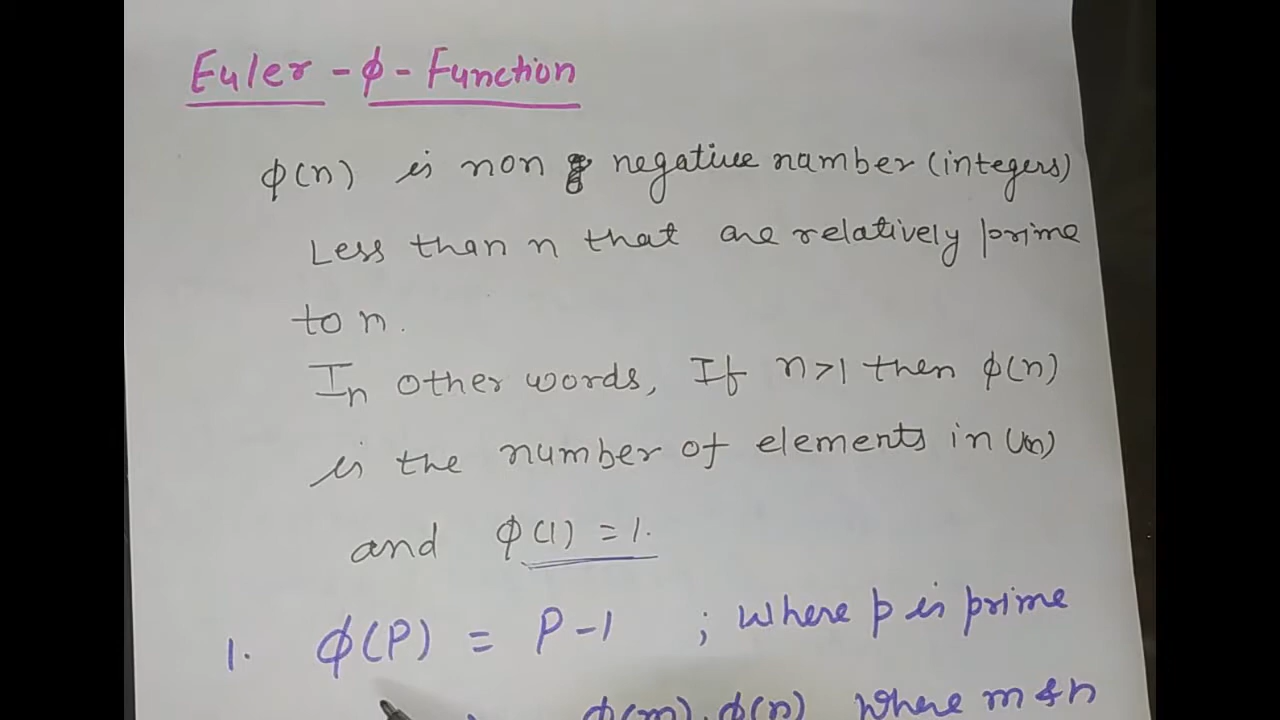 Euler - ϕ - Function
ϕ(n) is non negative number (integers)
Less than n that are relatively prime
to n.
In other words, If n>1 then ϕ(n)
is the number of elements in U(n)
and ϕ(1) = 1.
1. ϕ(P) = P-1 ; where p is prime
ϕ(m).ϕ(n) where m & n